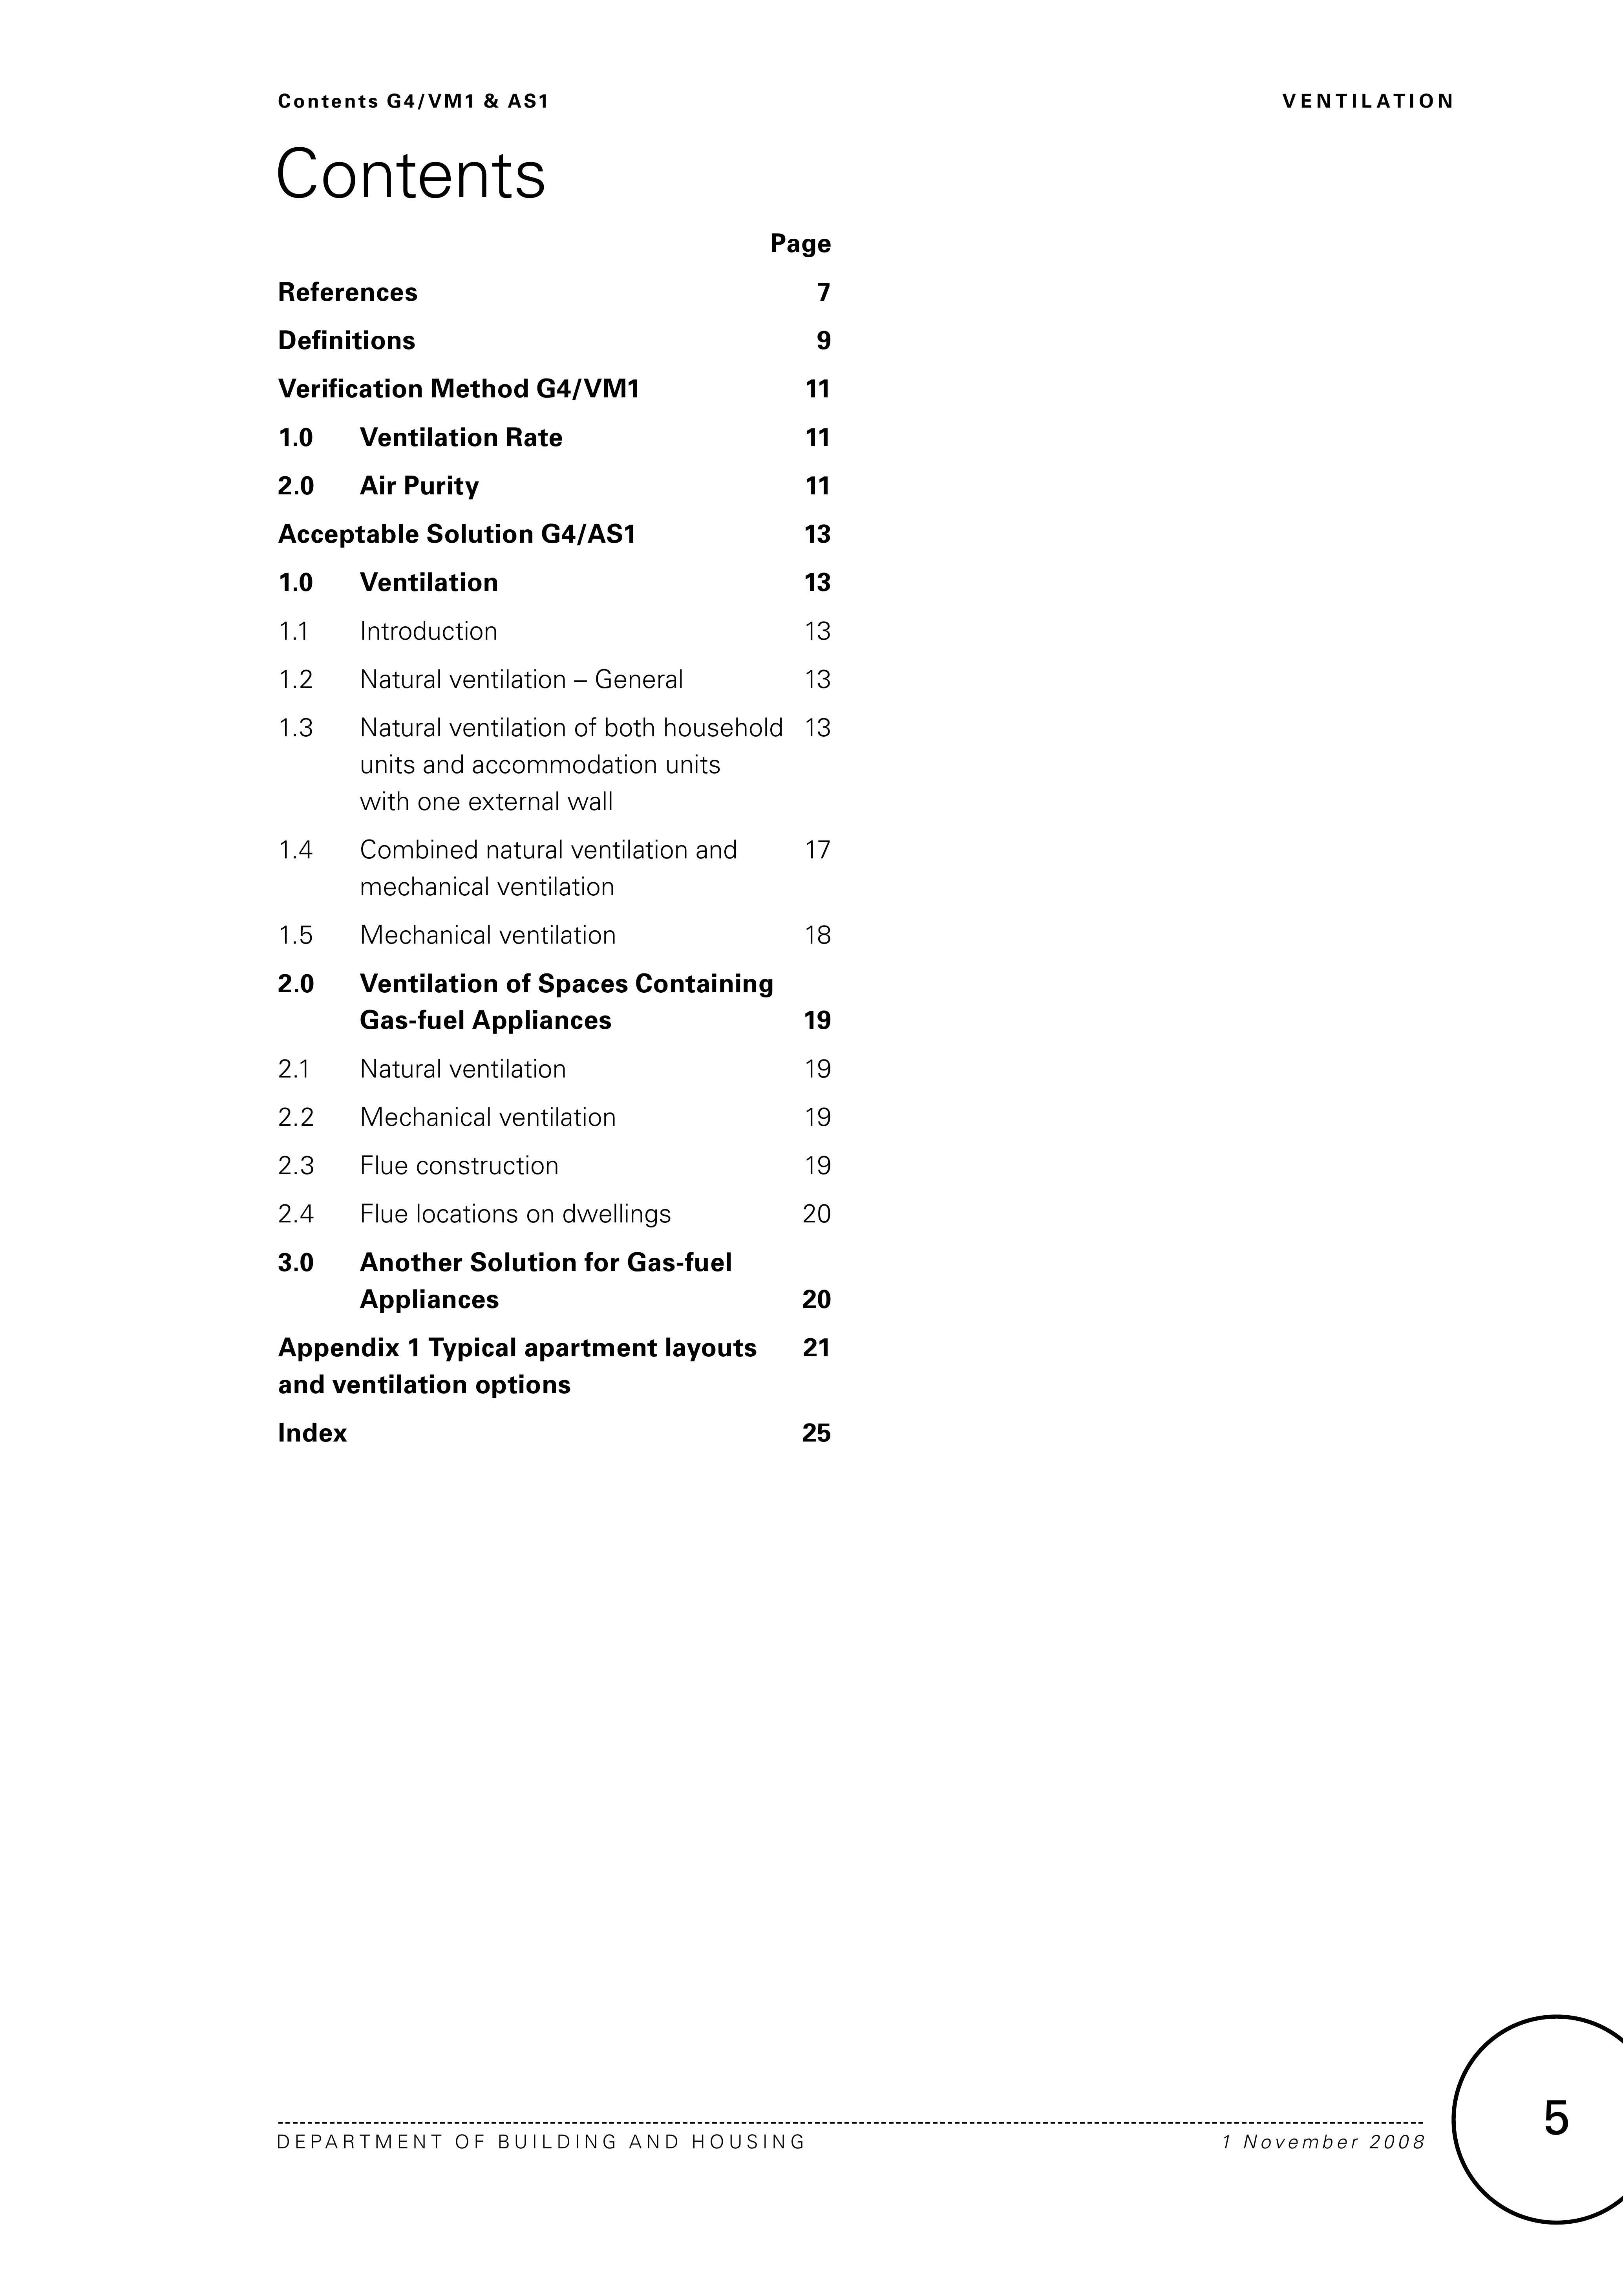 Contents G4/VM1 & AS1 VENTILATION
Contents
Page
References 7
Definitions 9
Verification Method G4/VM1 11
1.0 Ventilation Rate 11
2.0 Air Purity 11
Acceptable Solution G4/AS1 13
1.0 Ventilation 13
1.1 Introduction 13
1.2 Natural ventilation – General 13
1.3 Natural ventilation of both household 13
units and accommodation units
with one external wall
1.4 Combined natural ventilation and 17
mechanical ventilation
1.5 Mechanical ventilation 18
2.0 Ventilation of Spaces Containing
Gas-fuel Appliances 19
2.1 Natural ventilation 19
2.2 Mechanical ventilation 19
2.3 Flue construction 19
2.4 Flue locations on dwellings 20
3.0 Another Solution for Gas-fuel
Appliances 20
Appendix 1 Typical apartment layouts 21
and ventilation options
Index 25
DEPARTMENT OF BUILDING AND HOUSING 1 November 2008
5